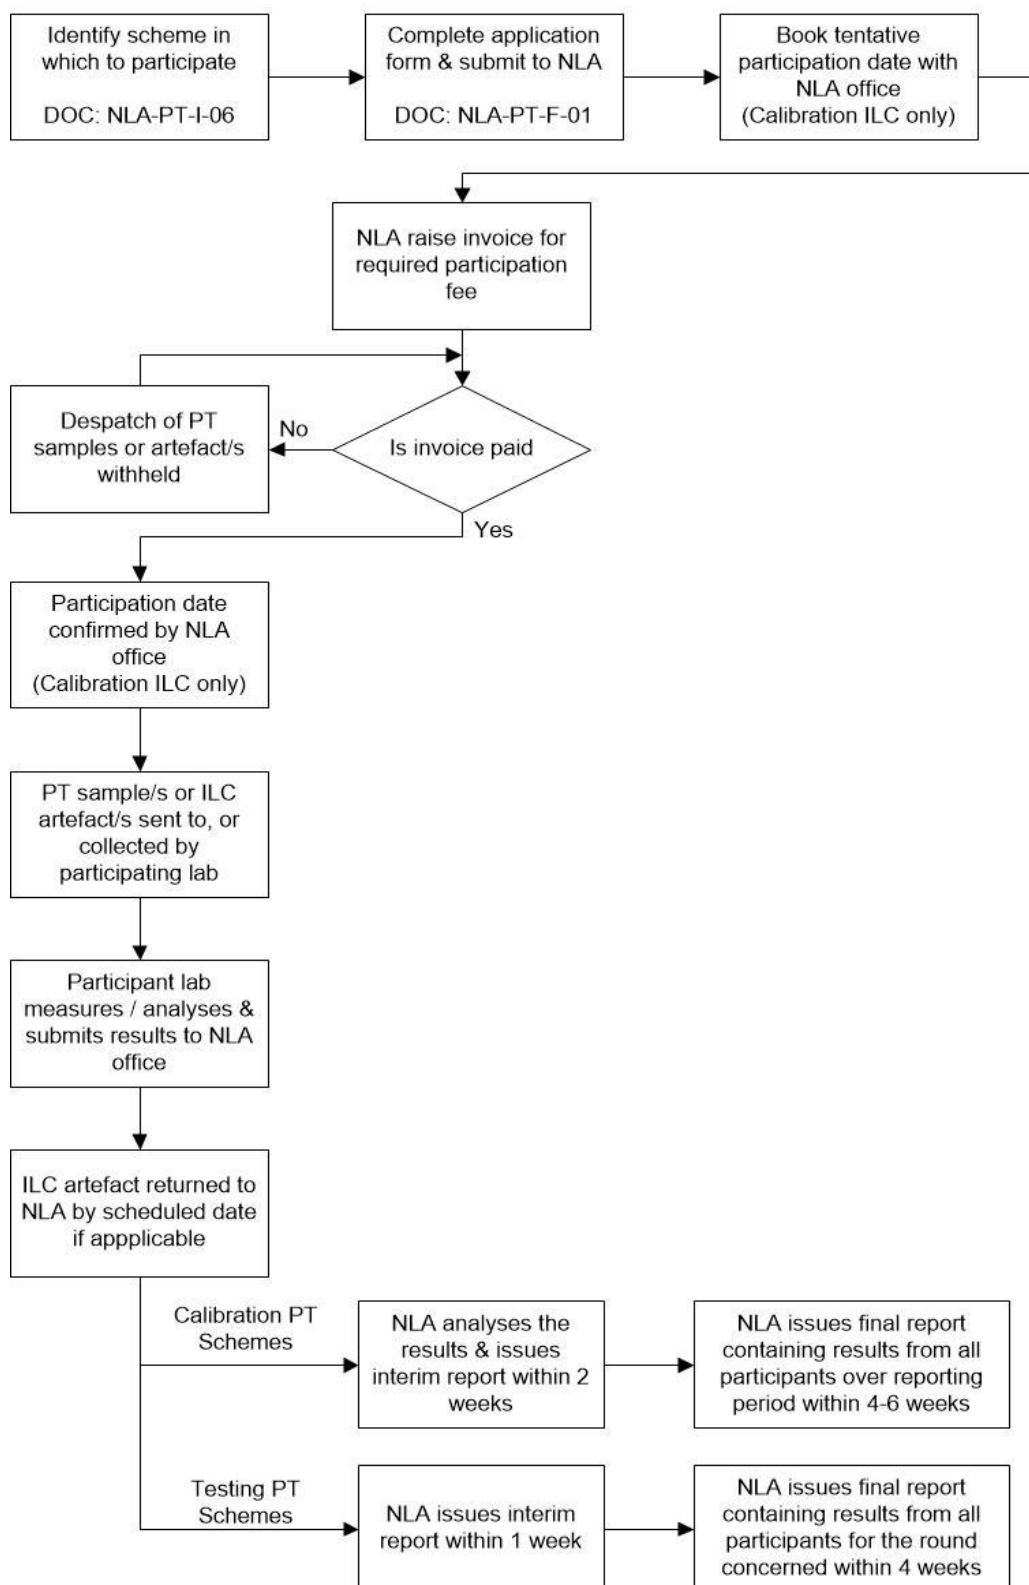 Identify scheme in
which to participate
DOC: NLA-PT-I-06
Complete application
form & submit to NLA
DOC: NLA-PT-F-01
Book tentative
participation date with
NLA office
(Calibration ILC only)
NLA raise invoice for
required participation
fee
Despatch of PT
samples or artefact/s
withheld
No
Is invoice paid
Yes
Participation date
confirmed by NLA
office
(Calibration ILC only)
PT sample/s or ILC
artefact/s sent to, or
collected by
participating lab
Participant lab
measures / analyses &
submits results to NLA
office
ILC artefact returned to
NLA by scheduled date
if appplicable
Calibration PT
Schemes
NLA analyses the
results & issues
interim report within 2
weeks
NLA issues final report
containing results from all
participants over reporting
period within 4-6 weeks
Testing PT
Schemes
NLA issues interim
report within 1 week
NLA issues final report
containing results from all
participants for the round
concerned within 4 weeks